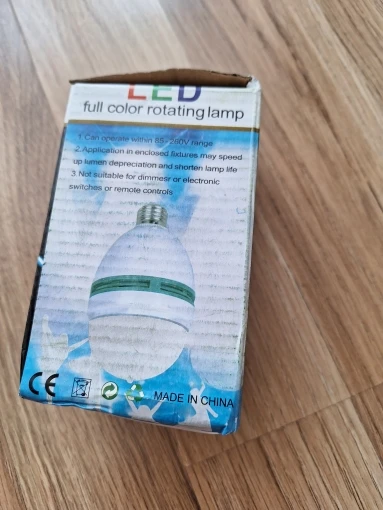 LED
full color rotating lamp
1.Can operate within 85-260V range
2.Application in enclosed fixtures mey speed
up lumen depreciation and shorten lamp life
3.Not suitable for dimmesr or electronic
switches or remote controls
CE
MADE IN CHINA